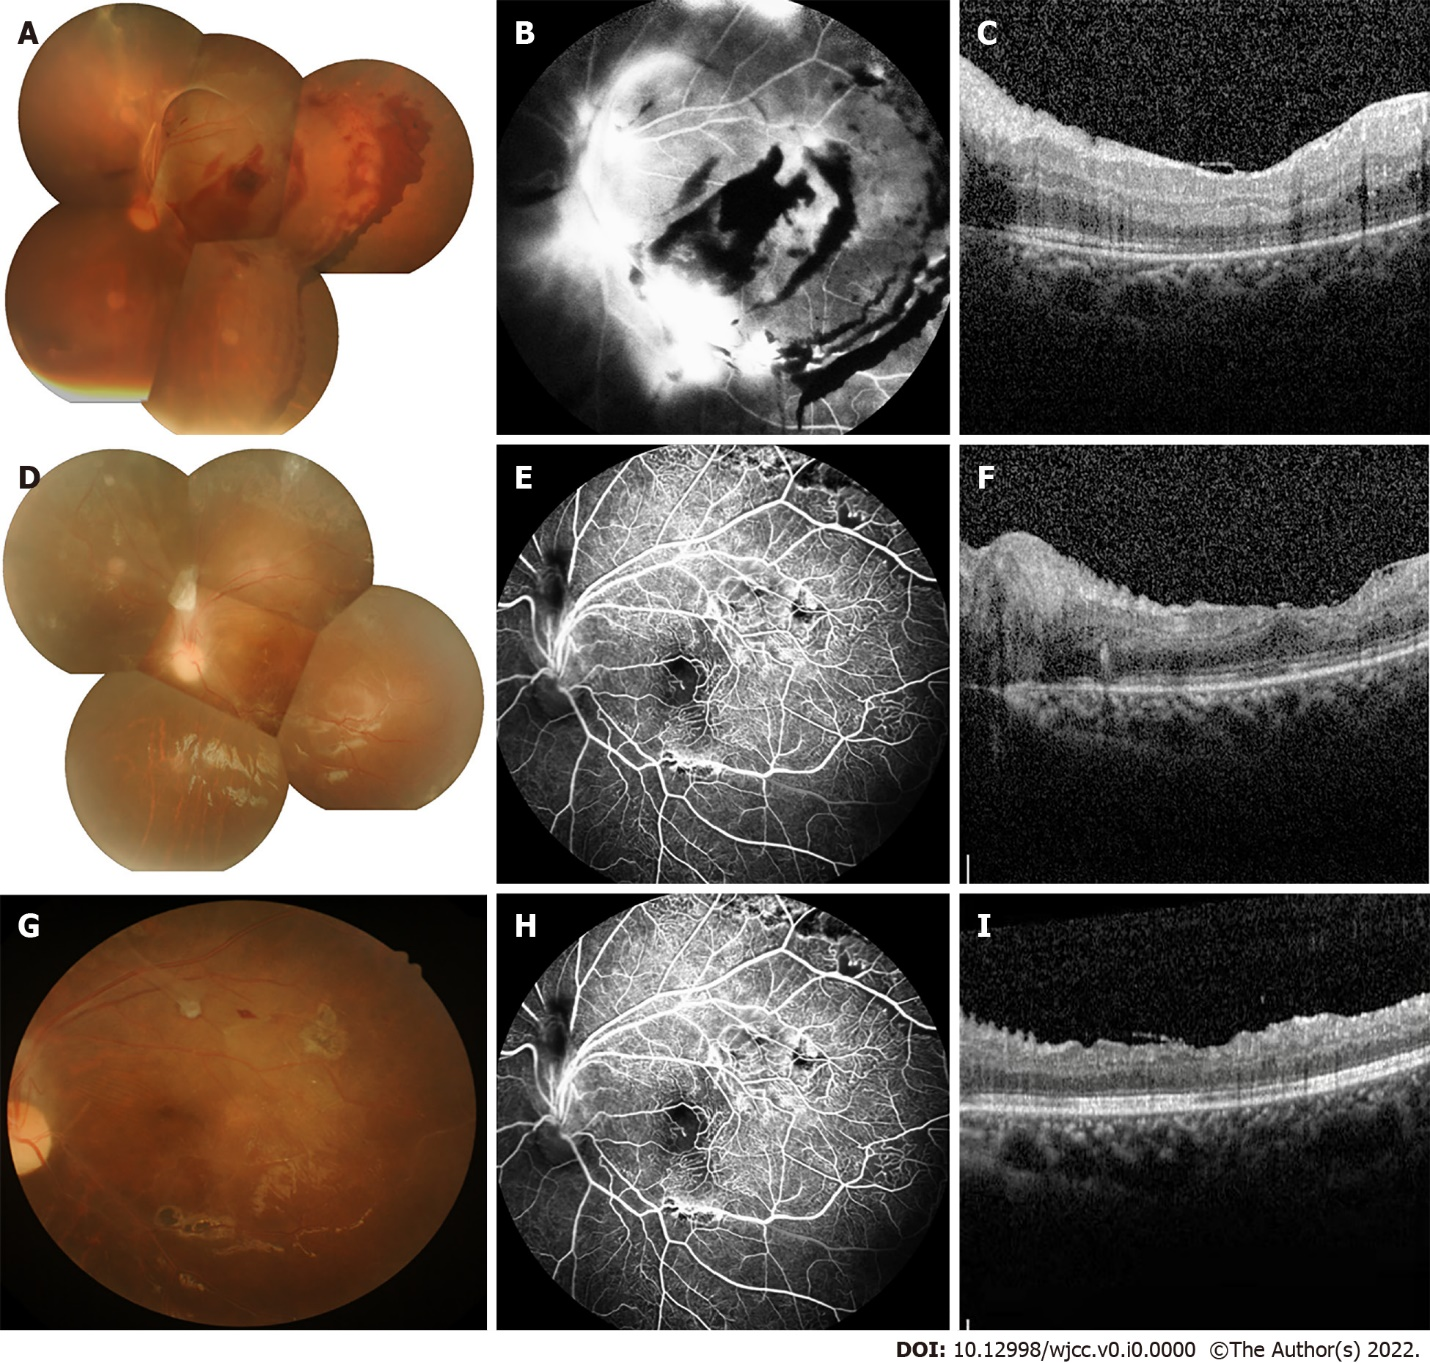 A B C
D E F
G H I
DOI: 10.12998/wjcc.v0.i0.0000 ©The Author(s) 2022.